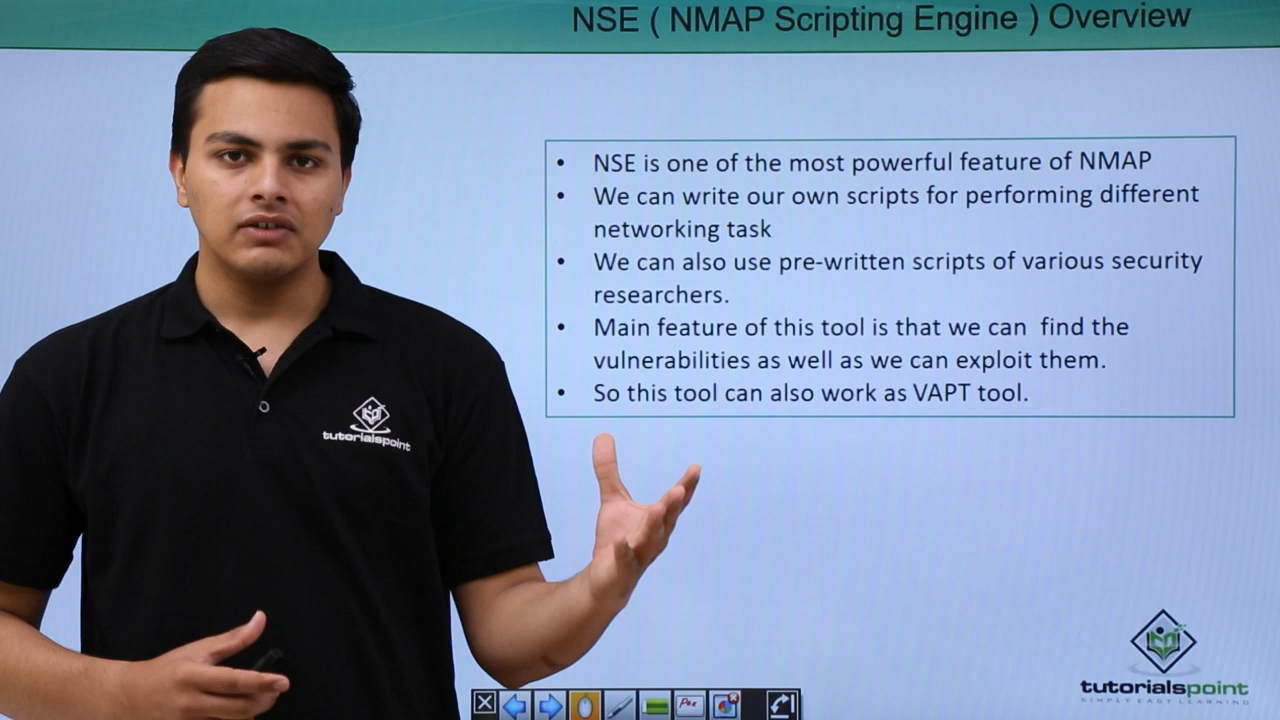 NSE ( NMAP Scripting Engine ) Overview
• NSE is one of the most powerful feature of NMAP
• We can write our own scripts for performing different
networking task
• We can also use pre-written scripts of various security
researchers.
• Main feature of this tool is that we can find the
vulnerabilities as well as we can exploit them.
• So this tool can also work as VAPT tool.
tutorialspoint
Pen
tutorialspoint
SIMPLY EASY LEARNING